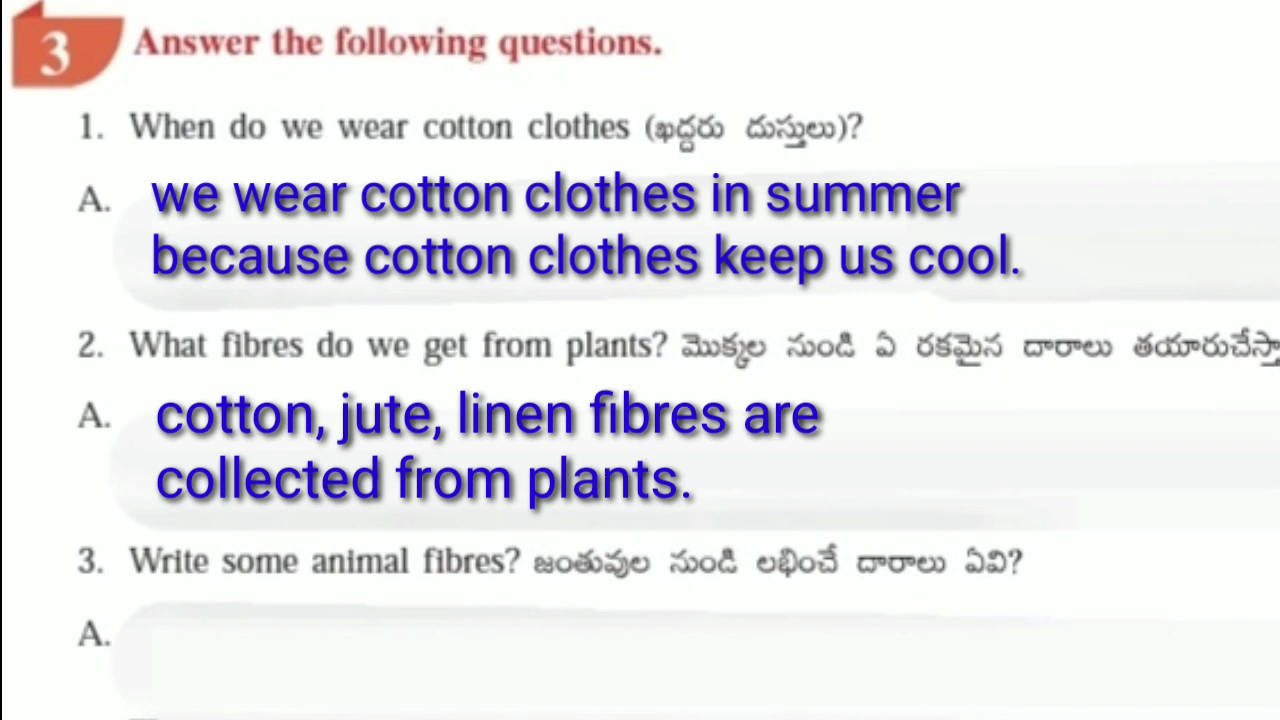 3 Answer the following questions.
1. When do we wear cotton clothes (ఖద్దరు దుస్తులు)?
A. we wear cotton clothes in summer
because cotton clothes keep us cool.
2. What fibres do we get from plants? మొక్కల నుండి ఏ రకమైన దారాలు
A. cotton, jute, linen fibres are
collected from plants.
3. Write some animal fibres? జంతువుల నుండి లభించే దారాలు ఏవి?
A.